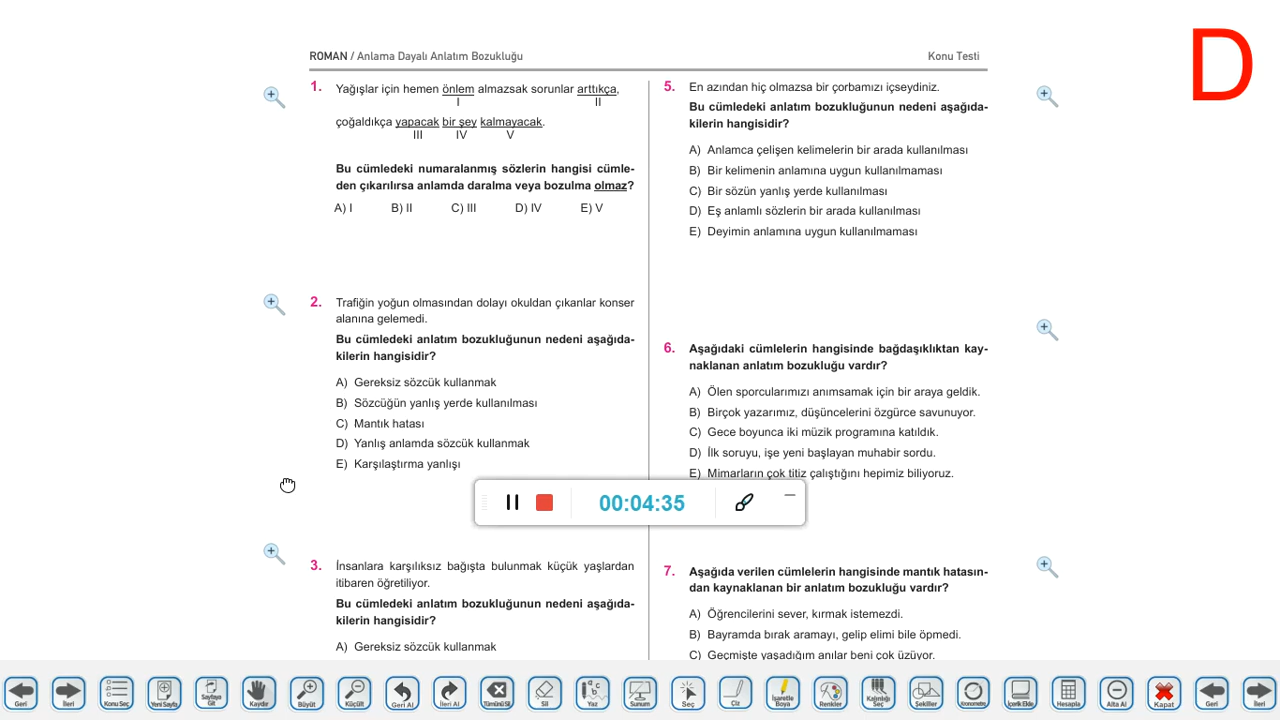 ROMAN / Anlama Dayalı Anlatım Bozukluğu
Konu Testi
D
1. Yağışlar için hemen önlem almazsak sorunlar arttıkça,
I II
çoğaldıkça yapacak bir şey kalmayacak.
III IV V
Bu cümledeki numaralanmış sözlerin hangisi cümle-
den çıkarılırsa anlamda daralma veya bozulma olmaz?
A) I B) II C) III D) IV E) V
2. Trafiğin yoğun olmasından dolayı okuldan çıkanlar konser
alanına gelemedi.
Bu cümledeki anlatım bozukluğunun nedeni aşağıda-
kilerin hangisidir?
A) Gereksiz sözcük kullanmak
B) Sözcüğün yanlış yerde kullanılması
C) Mantık hatası
D) Yanlış anlamda sözcük kullanmak
E) Karşılaştırma yanlışı
3. İnsanlara karşılıksız bağışta bulunmak küçük yaşlardan
itibaren öğretiliyor.
Bu cümledeki anlatım bozukluğunun nedeni aşağıda-
kilerin hangisidir?
A) Gereksiz sözcük kullanmak
5. En azından hiç olmazsa bir çorbamızı içseydiniz.
Bu cümledeki anlatım bozukluğunun nedeni aşağıda-
kilerin hangisidir?
A) Anlamca çelişen kelimelerin bir arada kullanılması
B) Bir kelimenin anlamına uygun kullanılmaması
C) Bir sözün yanlış yerde kullanılması
D) Eş anlamlı sözlerin bir arada kullanılması
E) Deyimin anlamına uygun kullanılmaması
6. Aşağıdaki cümlelerin hangisinde bağdaşıklıktan kay-
naklanan anlatım bozukluğu vardır?
A) Ölen sporcularımızı anımsamak için bir araya geldik.
B) Birçok yazarımız, düşüncelerini özgürce savunuyor.
C) Gece boyunca iki müzik programına katıldık.
D) İlk soruyu, işe yeni başlayan muhabir sordu.
E) Mimarların çok titiz çalıştığını hepimiz biliyoruz.
00:04:35
7. Aşağıda verilen cümlelerin hangisinde mantık hatasın-
dan kaynaklanan bir anlatım bozukluğu vardır?
A) Öğrencilerini sever, kırmak istemezdi.
B) Bayramda bırak aramayı, gelip elimi bile öpmedi.
C) Geçmişte yaşadığım anılar beni çok üzüyor.
Geri İleri Konu Seç Yeni Sayfa Sayfaya Git Kaydır Büyüt Küçült Geri Al İleri Al Tümünü Sil Sil Yaz Sunum Seç Çiz İşaretle Boya Renkler Kalınlığı Seç Şekiller Kronometre İçerik Ekle Hesapla Alta Al Kapat Geri İleri